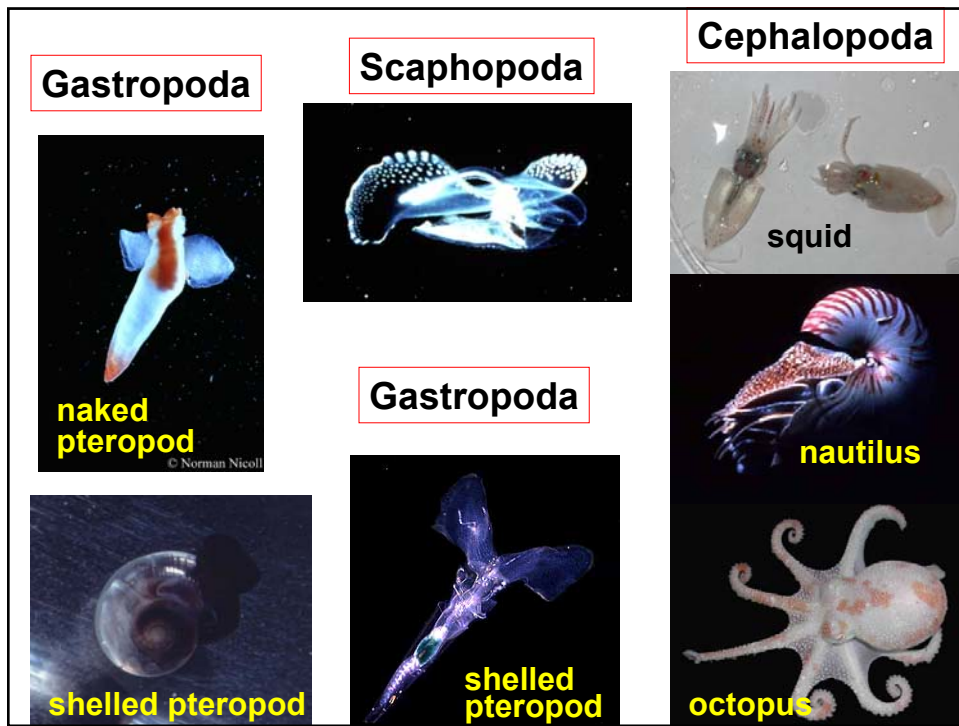 Gastropoda
naked
pteropod
© Norman Nicoll
shelled pteropod
Scaphopoda
Gastropoda
shelled
pteropod
Cephalopoda
squid
nautilus
octopus